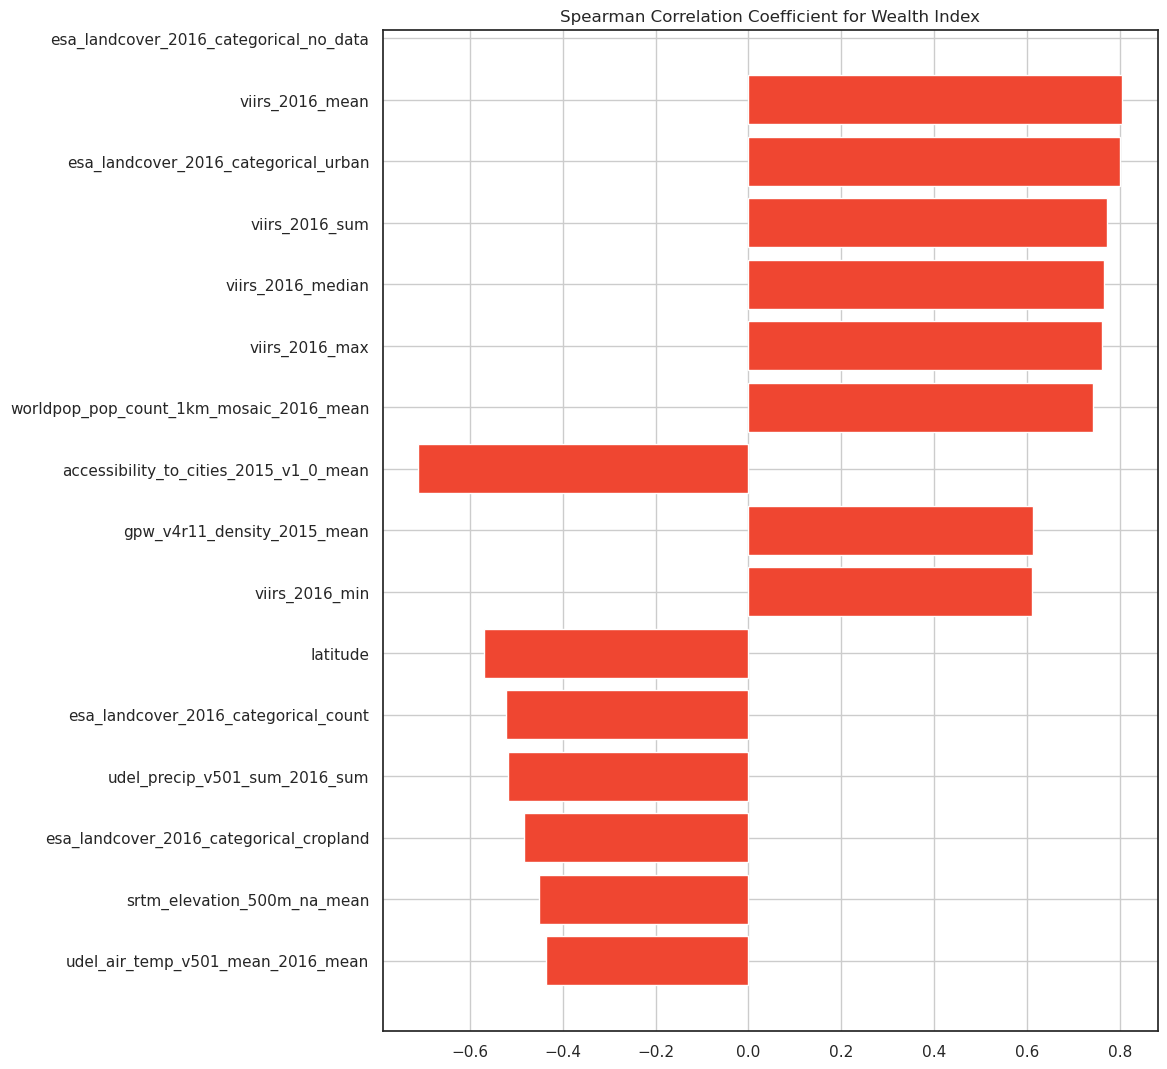 Spearman Correlation Coefficient for Wealth Index
esa_landcover_2016_categorical_no_data
viirs_2016_mean
esa_landcover_2016_categorical_urban
viirs_2016_sum
viirs_2016_median
viirs_2016_max
worldpop_pop_count_1km_mosaic_2016_mean
accessibility_to_cities_2015_v1_0_mean
gpw_v4r11_density_2015_mean
viirs_2016_min
latitude
esa_landcover_2016_categorical_count
udel_precip_v501_sum_2016_sum
esa_landcover_2016_categorical_cropland
srtm_elevation_500m_na_mean
udel_air_temp_v501_mean_2016_mean
−0.6 −0.4 −0.2 0.0 0.2 0.4 0.6 0.8